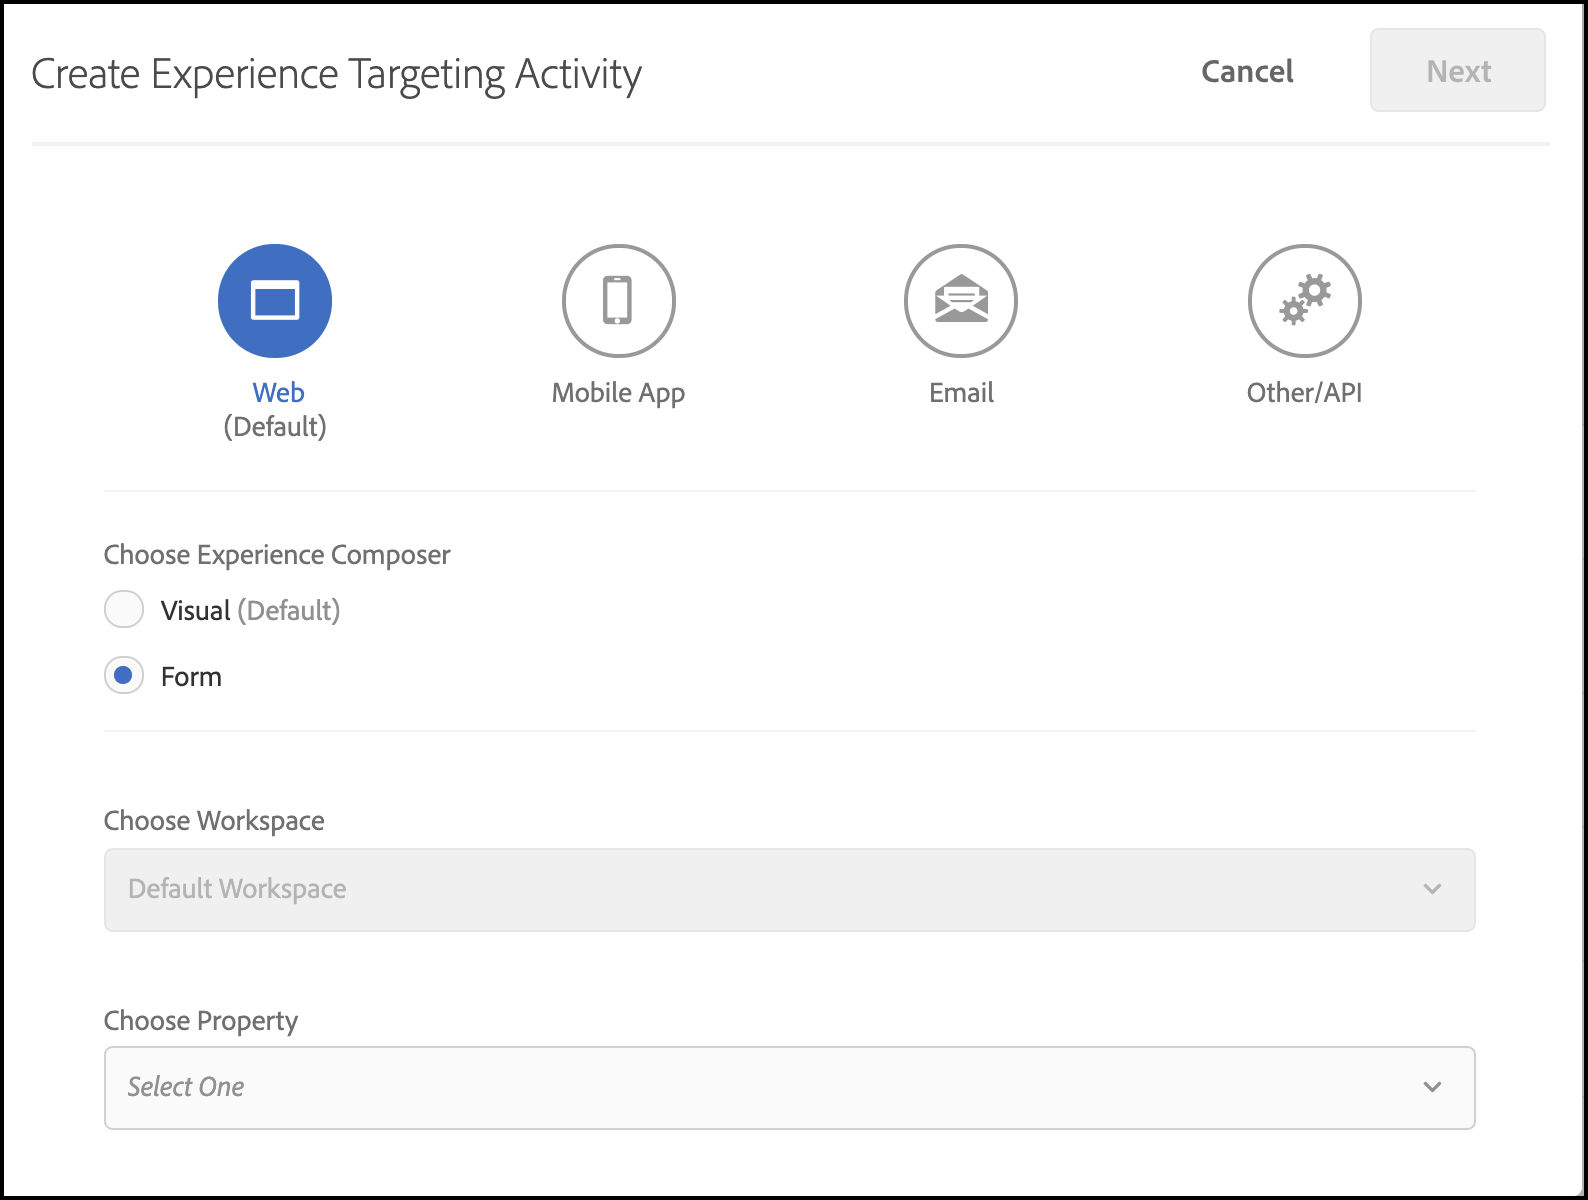 Create Experience Targeting Activity
Cancel
Next
Web
(Default)
Mobile App
Email
Other/API
Choose Experience Composer
Visual (Default)
Form
Choose Workspace
Default Workspace
Choose Property
Select One